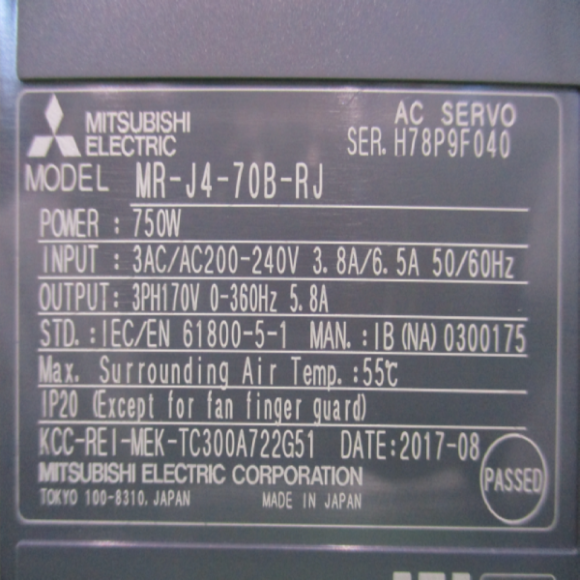 MITSUBISHI
ELECTRIC
AC SERVO
SER. H78P9F040
MODEL MR-J4-70B-RJ
POWER : 750W
INPUT : 3AC/AC200-240V 3.8A/6.5A 50/60Hz
OUTPUT: 3PH170V 0-360Hz 5.8A
STD.:IEC/EN 61800-5-1 MAN.:IB(NA)0300175
Max. Surrounding Air Temp.:55℃
IP20 (Except for fan finger guard)
KCC-REI-MEK-TC300A722G51 DATE:2017-08
MITSUBISHI ELECTRIC CORPORATION
TOKYO 100-8310, JAPAN MADE IN JAPAN
PASSED